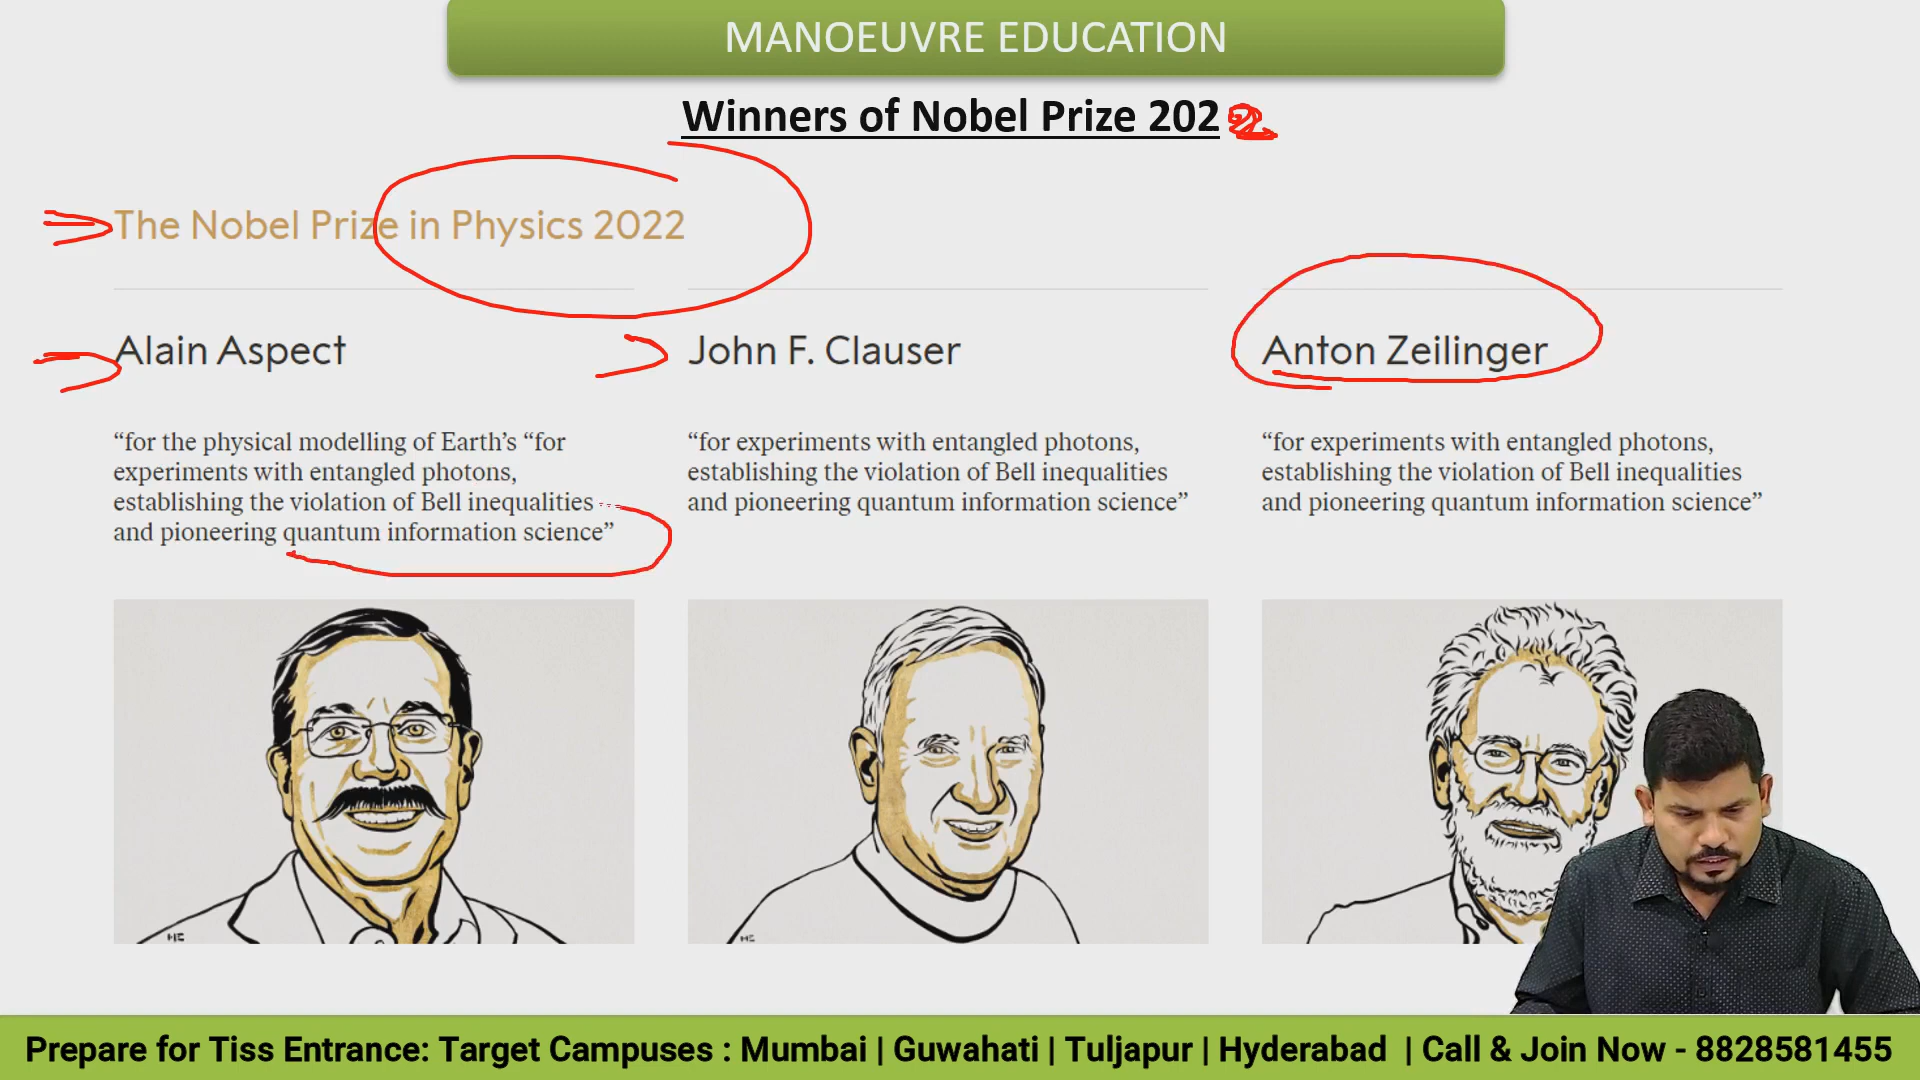 MANOEUVRE EDUCATION
Winners of Nobel Prize 2022
The Nobel Prize in Physics 2022
Alain Aspect
“for the physical modelling of Earth’s “for
experiments with entangled photons,
establishing the violation of Bell inequalities
and pioneering quantum information science”
John F. Clauser
“for experiments with entangled photons,
establishing the violation of Bell inequalities
and pioneering quantum information science”
Anton Zeilinger
“for experiments with entangled photons,
establishing the violation of Bell inequalities
and pioneering quantum information science”
Prepare for Tiss Entrance: Target Campuses : Mumbai | Guwahati | Tuljapur | Hyderabad | Call & Join Now - 8828581455